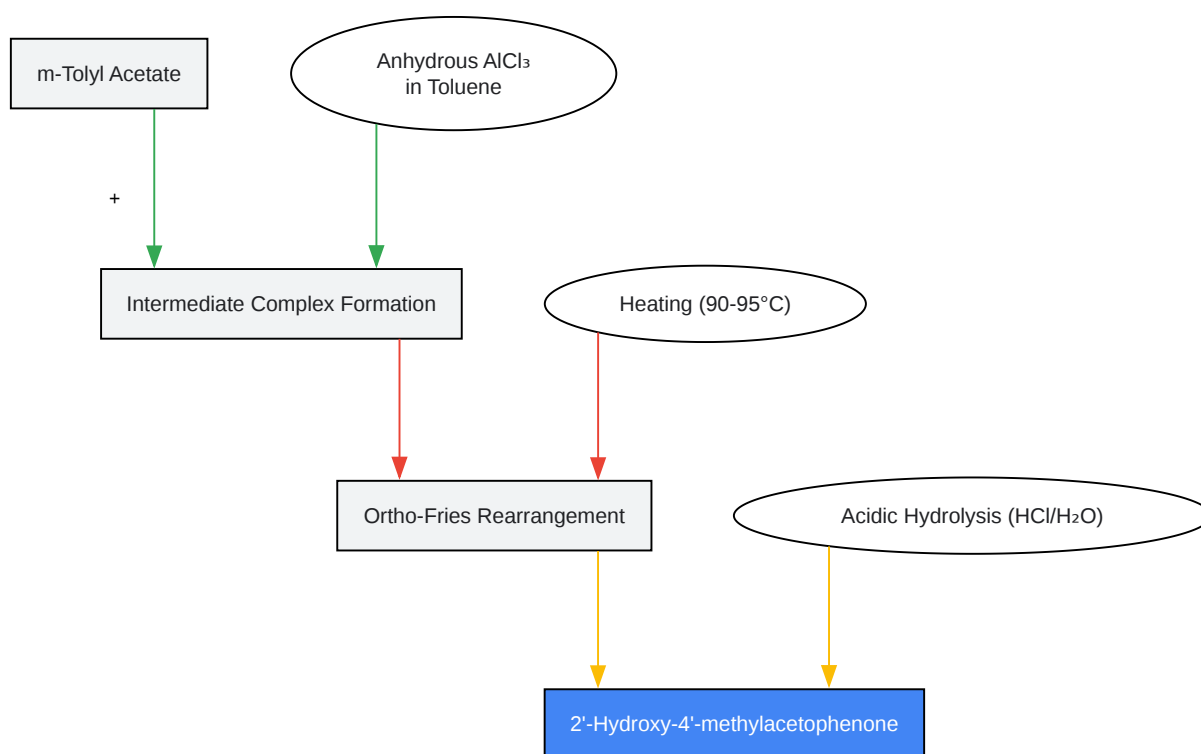 m-Tolyl Acetate
Anhydrous AlCl₃
in Toluene
+
Intermediate Complex Formation
Heating (90-95°C)
Ortho-Fries Rearrangement
Acidic Hydrolysis (HCl/H₂O)
2'-Hydroxy-4'-methylacetophenone